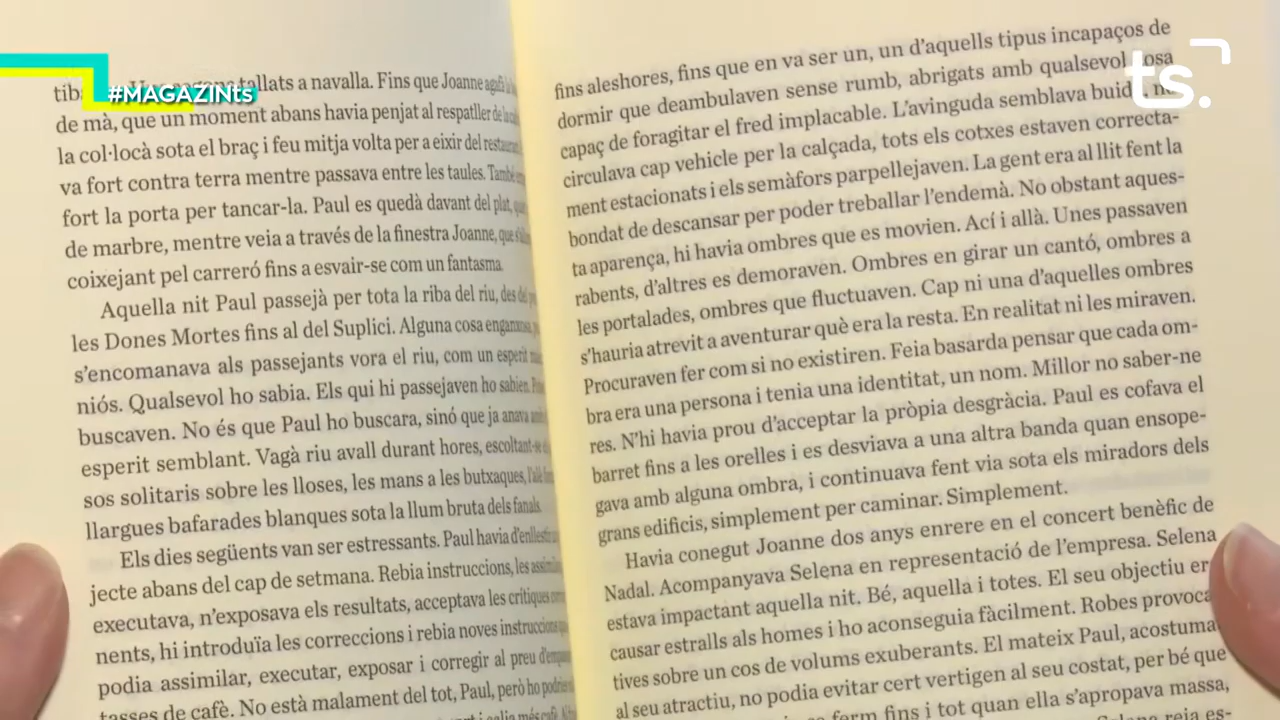 #MAGAZINts
ts.
tallats a navalla. Fins que Joanne
de mà, que un moment abans havia penjat al respatller de la
la col·locà sota el braç i feu mitja volta per a eixir del
va fort contra terra mentre passava entre les taules.
fort la porta per tancar-la. Paul es quedà davant del plat,
de marbre, mentre veia a través de la finestra Joanne, que
coixejant pel carreró fins a esvair-se com un fantasma.
Aquella nit Paul passejà per tota la riba del riu, des del
les Dones Mortes fins al del Suplici. Alguna cosa
s'encomanava als passejants vora el riu, com un esperit
niós. Qualsevol ho sabia. Els qui hi passejaven ho sabien.
buscaven. No és que Paul ho buscara, sinó que ja anava
esperit semblant. Vagà riu avall durant hores, escoltant-se
sos solitaris sobre les lloses, les mans a les butxaques,
llargues bafarades blanques sota la llum bruta dels fanals.
Els dies següents van ser estressants. Paul havia
jecte abans del cap de setmana. Rebia instruccions, les
executava, n'exposava els resultats, acceptava les crítiques
nents, hi introduïa les correccions i rebia noves instruccions
podia assimilar, executar, exposar i corregir al preu
tasses de cafè. No està malament del tot, Paul, però ho podries
fins aleshores, fins que en va ser un, un d'aquells tipus incapaços de
dormir que deambulaven sense rumb, abrigats amb qualsevol
capaç de foragitar el fred implacable. L'avinguda semblava
circulava cap vehicle per la calçada, tots els cotxes estaven correcta-
ment estacionats i els semàfors parpellejaven. La gent era al llit fent la
bondat de descansar per poder treballar l'endemà. No obstant aques-
ta aparença, hi havia ombres que es movien. Ací i allà. Unes passaven
rabents, d'altres es demoraven. Ombres en girar un cantó, ombres a
les portalades, ombres que fluctuaven. Cap ni una d'aquelles ombres
s'hauria atrevit a aventurar què era la resta. En realitat ni les miraven.
Procuraven fer com si no existiren. Feia basarda pensar que cada om-
bra era una persona i tenia una identitat, un nom. Millor no saber-ne
res. N'hi havia prou d'acceptar la pròpia desgràcia. Paul es cofava el
barret fins a les orelles i es desviava a una altra banda quan ensope-
gava amb alguna ombra, i continuava fent via sota els miradors dels
grans edificis, simplement per caminar. Simplement.
Havia conegut Joanne dos anys enrere en el concert benèfic de
Nadal. Acompanyava Selena en representació de l'empresa. Selena
estava impactant aquella nit. Bé, aquella i totes. El seu objectiu
causar estralls als homes i ho aconseguia fàcilment. Robes
tives sobre un cos de volums exuberants. El mateix Paul,
al seu atractiu, no podia evitar cert vertigen al seu costat, per bé que
ferm fins i tot quan ella s'apropava massa,